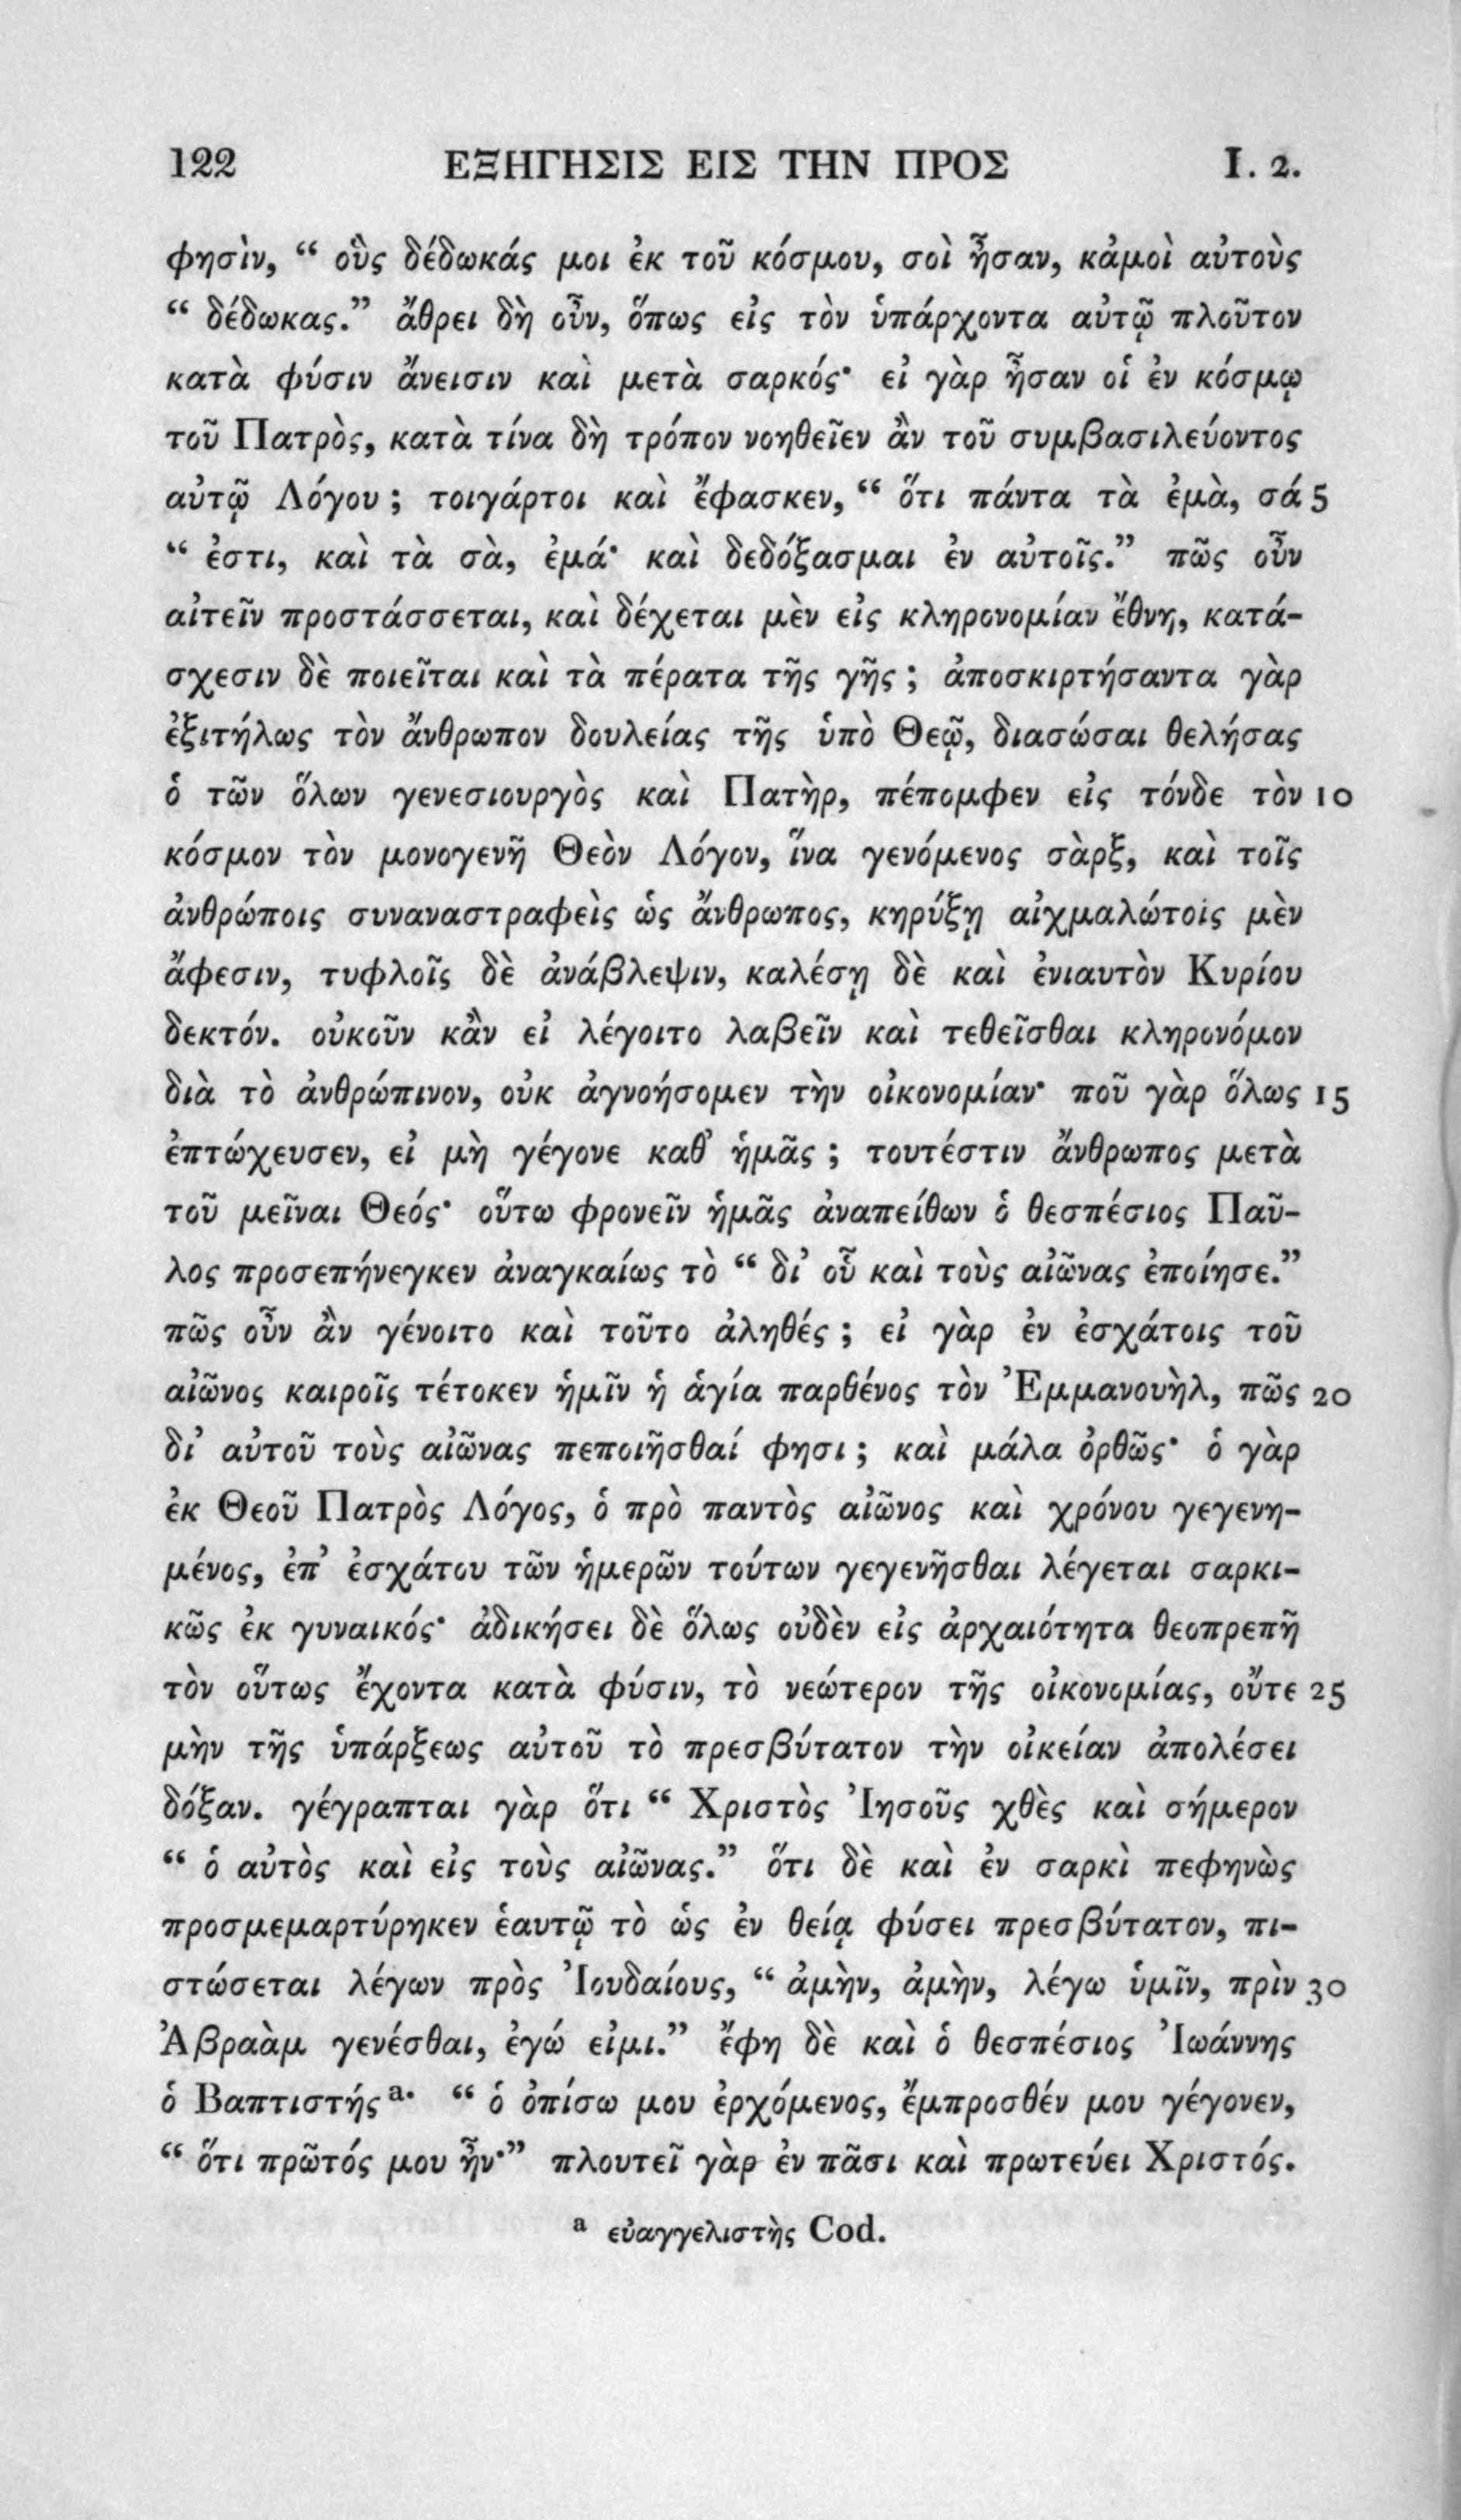 122 ΕΞΗΓΗΣΙΣ ΕΙΣ ΤΗΝ ΠΡΟΣ I. 2.
φησὶν, “ οὓς δέδωκάς μοι ἐκ τοῦ κόσμου, σοὶ ἦσαν, κἀμοὶ αὐτοὺς
“ δέδωκας.” ἄθρει δὴ οὖν, ὅπως εἰς τὸν ὑπάρχοντα αὐτῷ πλοῦτον
κατὰ φύσιν ἄνεισιν καὶ μετὰ σαρκός· εἰ γὰρ ἦσαν οἱ ἐν κόσμῳ
τοῦ Πατρὸς, κατὰ τίνα δὴ τρόπον νοηθεῖεν ἂν τοῦ συμβασιλεύοντος
αὐτῷ Λόγου ; τοιγάρτοι καὶ ἔφασκεν, “ ὅτι πάντα τὰ ἐμὰ, σά 5
“ ἐστι, καὶ τὰ σὰ, ἐμά· καὶ δεδόξασμαι ἐν αὐτοῖς.” πῶς οὖν
αἰτεῖν προστάσσεται, καὶ δέχεται μὲν εἰς κληρονομίαν ἔθνη, κατά-
σχεσιν δὲ ποιεῖται καὶ τὰ πέρατα τῆς γῆς ; ἀποσκιρτήσαντα γὰρ
ἐξιτήλως τὸν ἄνθρωπον δουλείας τῆς ὑπὸ Θεῷ, διασώσαι θελήσας
ὁ τῶν ὅλων γενεσιουργὸς καὶ Πατὴρ, πέπομφεν εἰς τόνδε τὸν 10
κόσμον τὸν μονογενῆ Θεὸν Λόγον, ἵνα γενόμενος σὰρξ, καὶ τοῖς
ἀνθρώποις συναναστραφεὶς ὡς ἄνθρωπος, κηρύξῃ αἰχμαλώτοις μὲν
ἄφεσιν, τυφλοῖς δὲ ἀνάβλεψιν, καλέσῃ δὲ καὶ ἐνιαυτὸν Κυρίου
δεκτόν. οὐκοῦν κἂν εἰ λέγοιτο λαβεῖν καὶ τεθεῖσθαι κληρονόμον
διὰ τὸ ἀνθρώπινον, οὐκ ἀγνοήσομεν τὴν οἰκονομίαν· ποῦ γὰρ ὅλως 15
ἐπτώχευσεν, εἰ μὴ γέγονε καθ’ ἡμᾶς ; τουτέστιν ἄνθρωπος μετὰ
τοῦ μεῖναι Θεός· οὕτω φρονεῖν ἡμᾶς ἀναπείθων ὁ θεσπέσιος Παῦ-
λος προσεπήνεγκεν ἀναγκαίως τὸ “ δι’ οὗ καὶ τοὺς αἰῶνας ἐποίησε.”
πῶς οὖν ἂν γένοιτο καὶ τοῦτο ἀληθές ; εἰ γὰρ ἐν ἐσχάτοις τοῦ
αἰῶνος καιροῖς τέτοκεν ἡμῖν ἡ ἁγία παρθένος τὸν Ἐμμανουὴλ, πῶς 20
δι’ αὐτοῦ τοὺς αἰῶνας πεποιῆσθαί φησι ; καὶ μάλα ὀρθῶς· ὁ γὰρ
ἐκ Θεοῦ Πατρὸς Λόγος, ὁ πρὸ παντὸς αἰῶνος καὶ χρόνου γεγενη-
μένος, ἐπ’ ἐσχάτου τῶν ἡμερῶν τούτων γεγενῆσθαι λέγεται σαρκι-
κῶς ἐκ γυναικός· ἀδικήσει δὲ ὅλως οὐδὲν εἰς ἀρχαιότητα θεοπρεπῆ
τὸν οὕτως ἔχοντα κατὰ φύσιν, τὸ νεώτερον τῆς οἰκονομίας, οὔτε 25
μὴν τῆς ὑπάρξεως αὐτοῦ τὸ πρεσβύτατον τὴν οἰκείαν ἀπολέσει
δόξαν. γέγραπται γὰρ ὅτι “ Χριστὸς Ἰησοῦς χθὲς καὶ σήμερον
“ ὁ αὐτὸς καὶ εἰς τοὺς αἰῶνας.” ὅτι δὲ καὶ ἐν σαρκὶ πεφηνὼς
προσμεμαρτύρηκεν ἑαυτῷ τὸ ὡς ἐν θείᾳ φύσει πρεσβύτατον, πι-
στώσεται λέγων πρὸς Ἰουδαίους, “ ἀμὴν, ἀμὴν, λέγω ὑμῖν, πρὶν 30
Ἀβραὰμ γενέσθαι, ἐγώ εἰμι.” ἔφη δὲ καὶ ὁ θεσπέσιος Ἰωάννης
ὁ Βαπτιστής a· “ ὁ ὀπίσω μου ἐρχόμενος, ἔμπροσθέν μου γέγονεν,
“ ὅτι πρῶτός μου ἦν·” πλουτεῖ γὰρ ἐν πᾶσι καὶ πρωτεύει Χριστός.
a εὐαγγελιστὴς Cod.